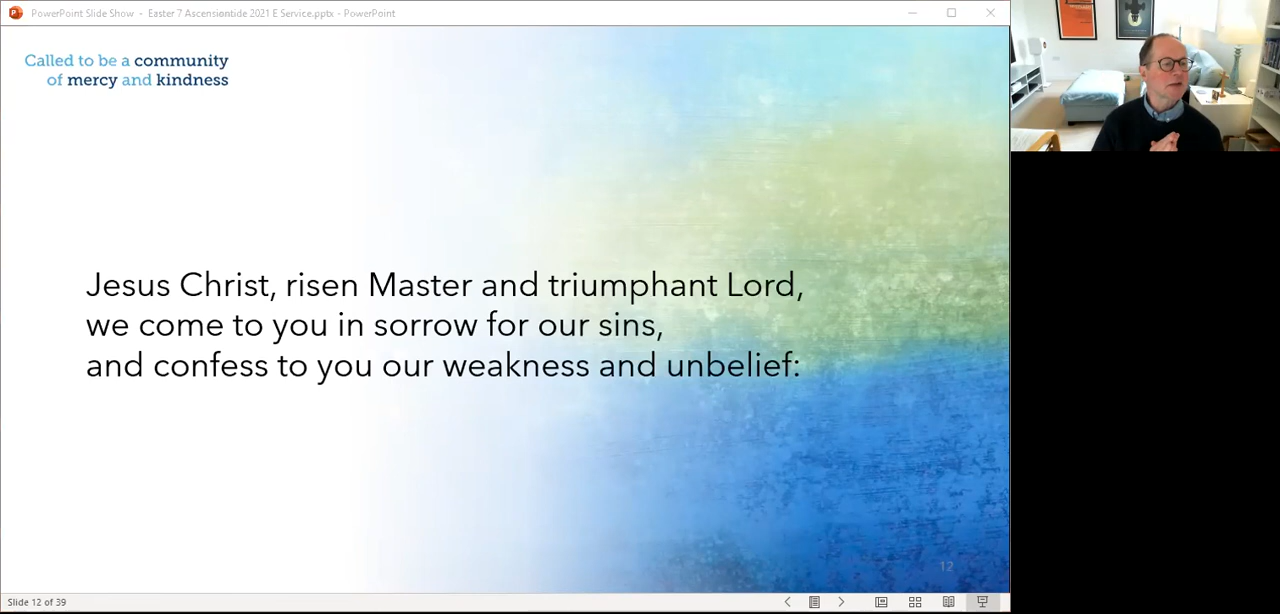 PowerPoint Slide Show - Easter 7 Ascensiontide 2021 E Service.pptx - PowerPoint
Called to be a community
of mercy and kindness
Jesus Christ, risen Master and triumphant Lord,
we come to you in sorrow for our sins,
and confess to you our weakness and unbelief:
12
Slide 12 of 39